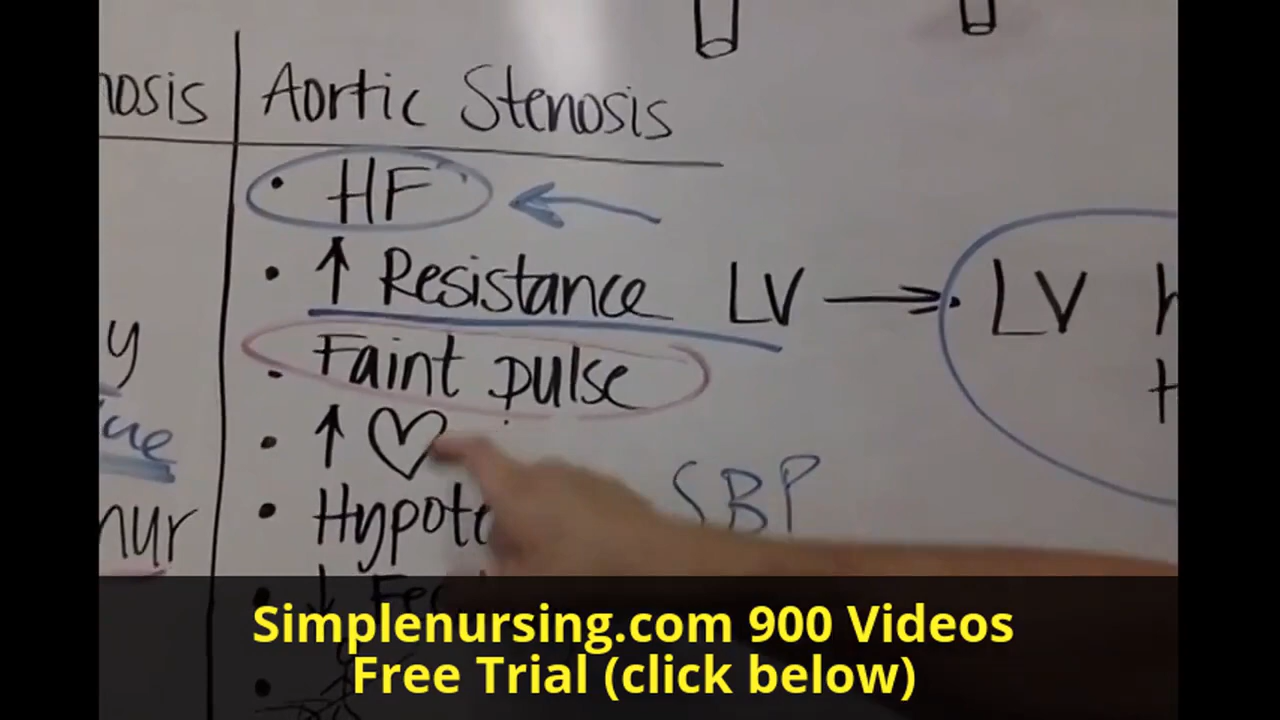 nosis | Aortic Stenosis
• HF ←
• ↑ Resistance LV → • LV
y
• Faint pulse
• ↑ ♡
SBP
• Hypote
nur
Simplenursing.com 900 Videos
Free Trial (click below)